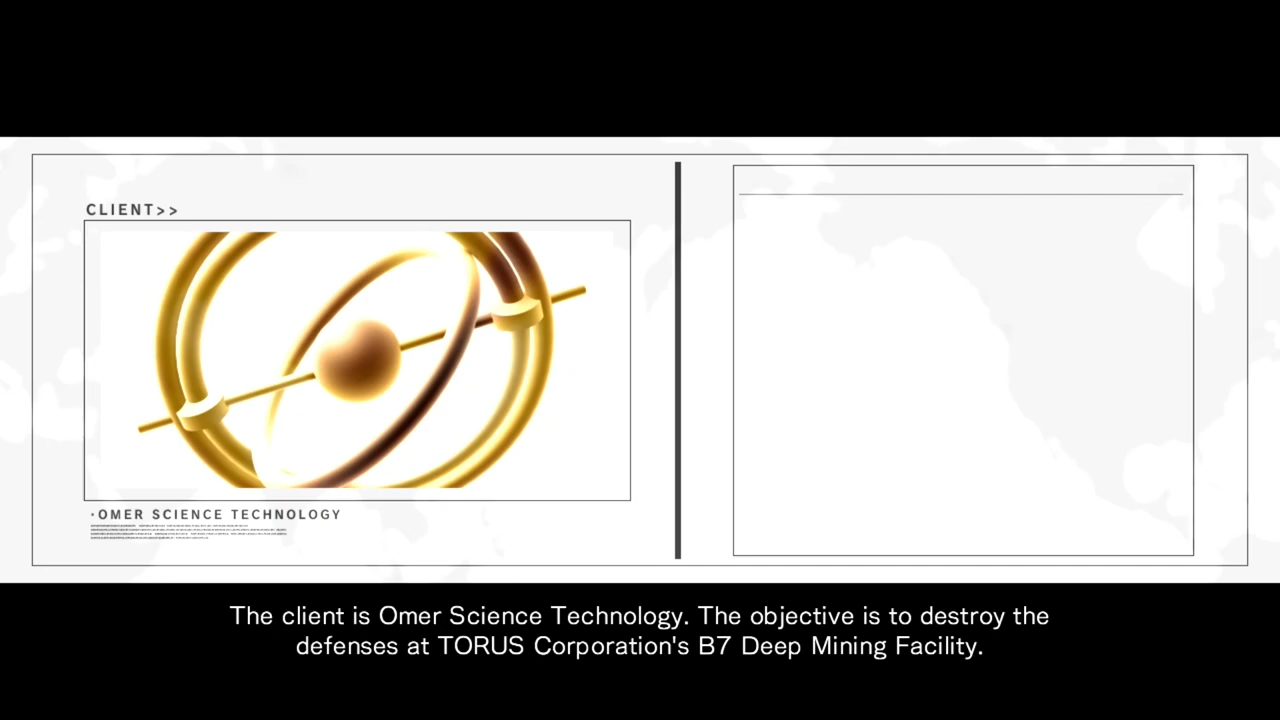 CLIENT>>
·OMER SCIENCE TECHNOLOGY
The client is Omer Science Technology. The objective is to destroy the
defenses at TORUS Corporation's B7 Deep Mining Facility.